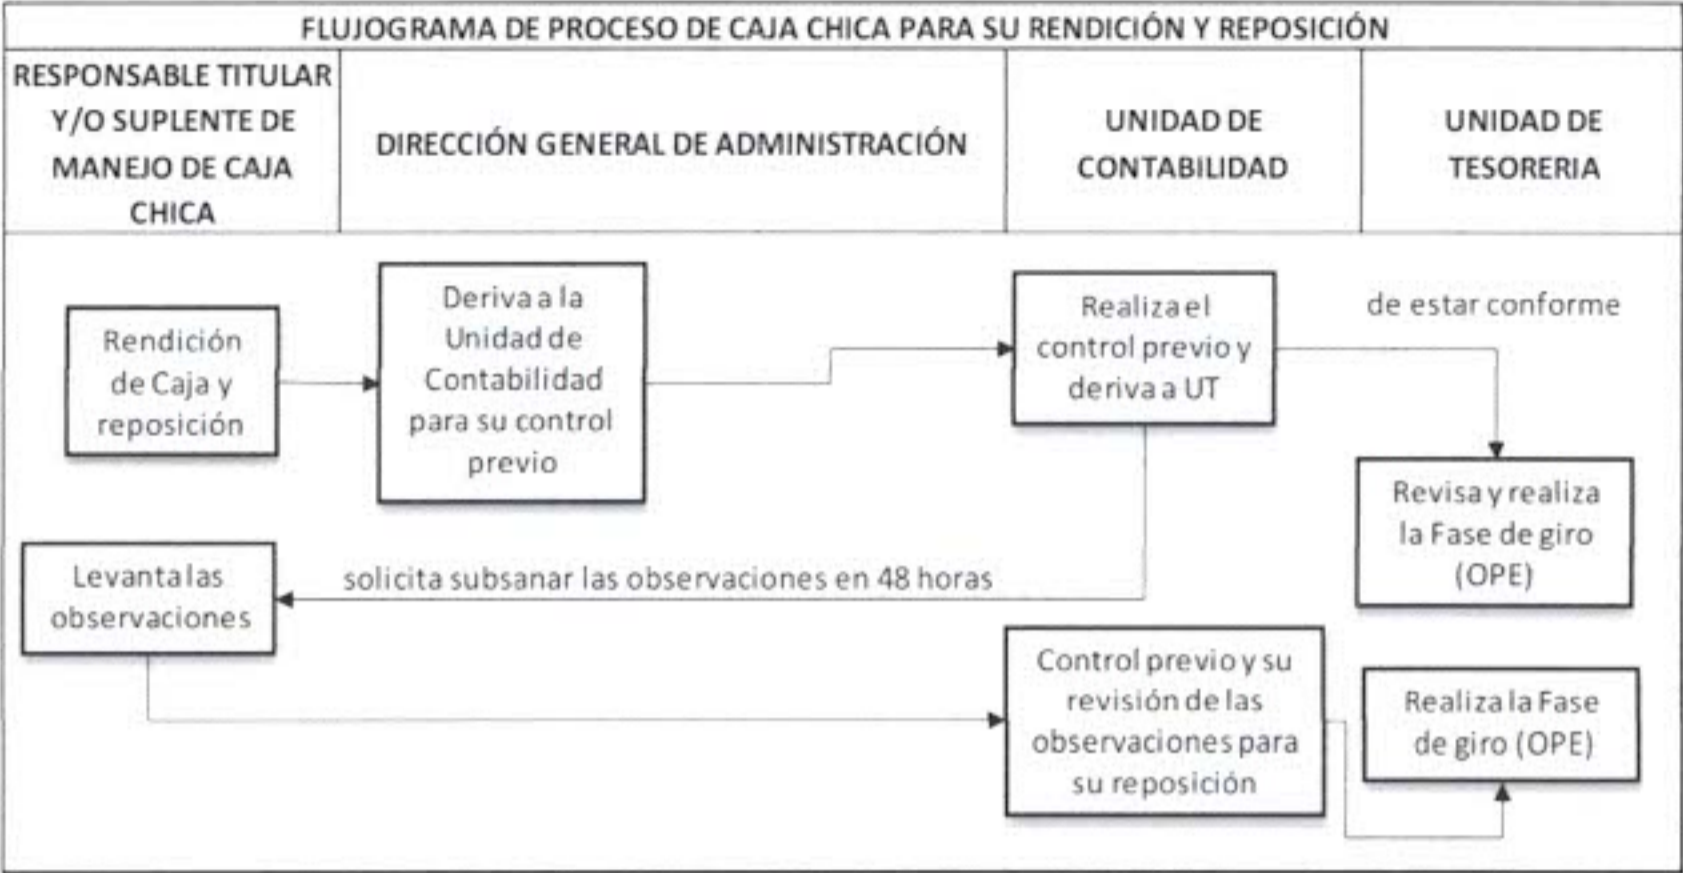 FLUJOGRAMA DE PROCESO DE CAJA CHICA PARA SU RENDICIÓN Y REPOSICIÓN
RESPONSABLE TITULAR
Y/O SUPLENTE DE
MANEJO DE CAJA
CHICA
DIRECCIÓN GENERAL DE ADMINISTRACIÓN
UNIDAD DE
CONTABILIDAD
UNIDAD DE
TESORERIA
Rendición
de Caja y
reposición
Deriva a la
Unidad de
Contabilidad
para su control
previo
Realiza el
control previo y
deriva a UT
de estar conforme
Revisa y realiza
la Fase de giro
(OPE)
Levanta las
observaciones
solicita subsanar las observaciones en 48 horas
Control previo y su
revisión de las
observaciones para
su reposición
Realiza la Fase
de giro (OPE)